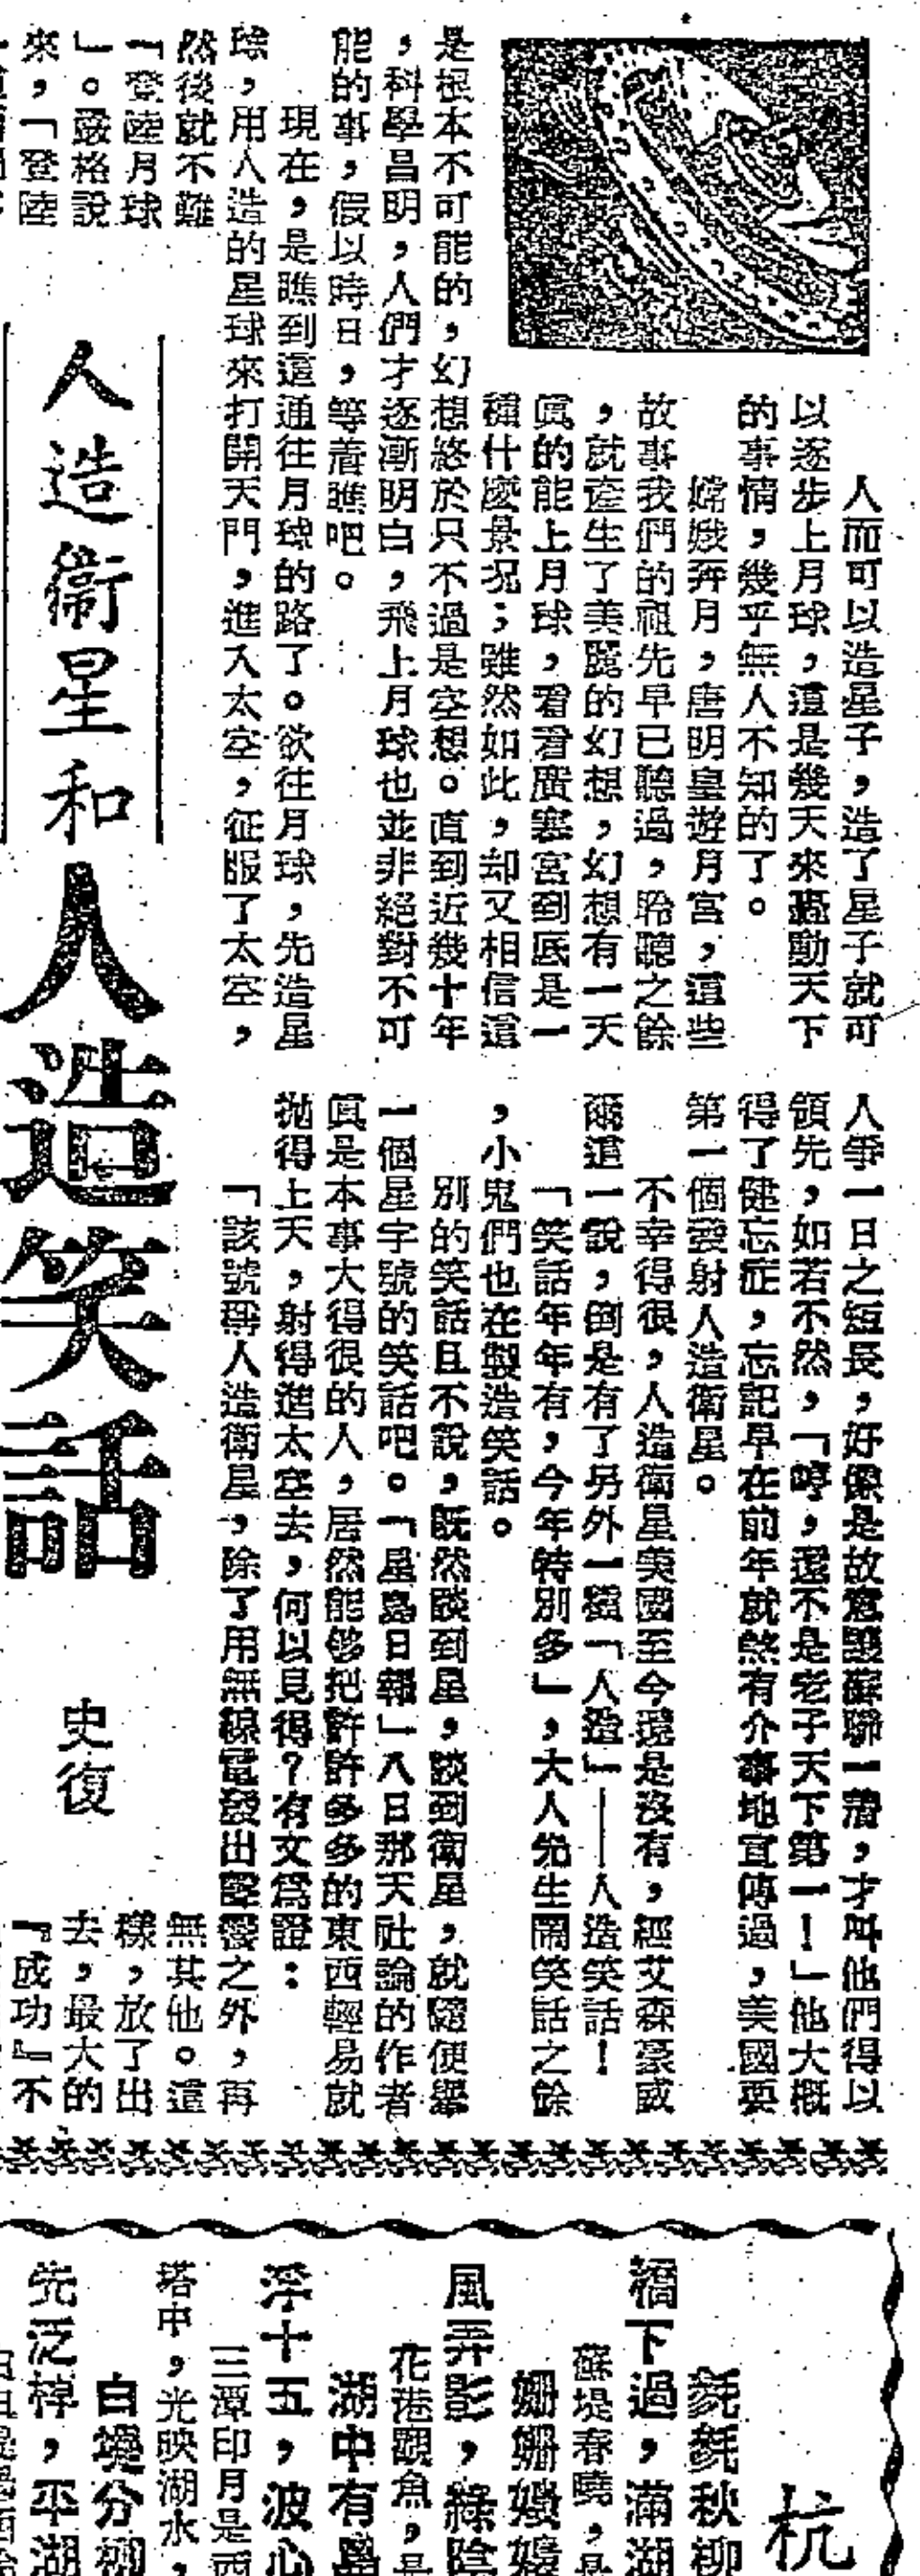 人造衛星和
人造笑話
史復
人而可以造星子，造了星子就可
以逐步上月球，這是幾天來轟動天下
的事情，幾乎無人不知的了。
嫦娥奔月，唐明皇遊月宮，這些
故事我們的祖先早已聽過，聆聽之餘
，就產生了美麗的幻想，幻想有一天
眞的能上月球，看看廣寒宮到底是一
種什麼景況；雖然如此，却又相信這
是根本不可能的，幻想終於只不過是空想。直到近幾十年
，科學昌明，人們才逐漸明白，飛上月球也並非絕對不可
能的事，假以時日，等着瞧吧。
現在，是瞧到這通往月球的路了。欲往月球，先造星
球，用人造的星球來打開天門，進入太空，征服了太空，
然後就不難
「登陸月球
」。嚴格說
來，「登陸
人爭一日之短長，好像是故意讓蘇聯一籌，才叫他們得以
領先，如若不然，「哼，還不是老子天下第一！」他大概
得了健忘症，忘記早在前年就煞有介事地宣傳過，美國要
第一個發射人造衛星。
不幸得很，人造衛星美國至今還是沒有，經艾森豪威
爾這一說，倒是有了另外一種「人造」——人造笑話！
「笑話年年有，今年特別多」，大人先生鬧笑話之餘
，小鬼們也在製造笑話。
別的笑話且不說，既然談到星，談到衛星，就隨便舉
一個星字號的笑話吧。「星島日報」八日那天社論的作者
眞是本事大得很的人，居然能够把許許多多的東西輕易就
拋得上天，射得進太空去，何以見得？有文爲證：
「該號稱人造衛星，除了用無線電發出聲響之外，再
無其他。這
樣，放了出
去，最大的
『成功』不
杭
毿毿秋柳
橋下過，滿湖
蘇堤春曉，是
姍姍嫂嫂
風弄影，綠陰
花港觀魚，是
湖中有
浮十五，波心
三潭印月是西
塔中，光映湖水，
白堤分柳
先泛棹，平湖